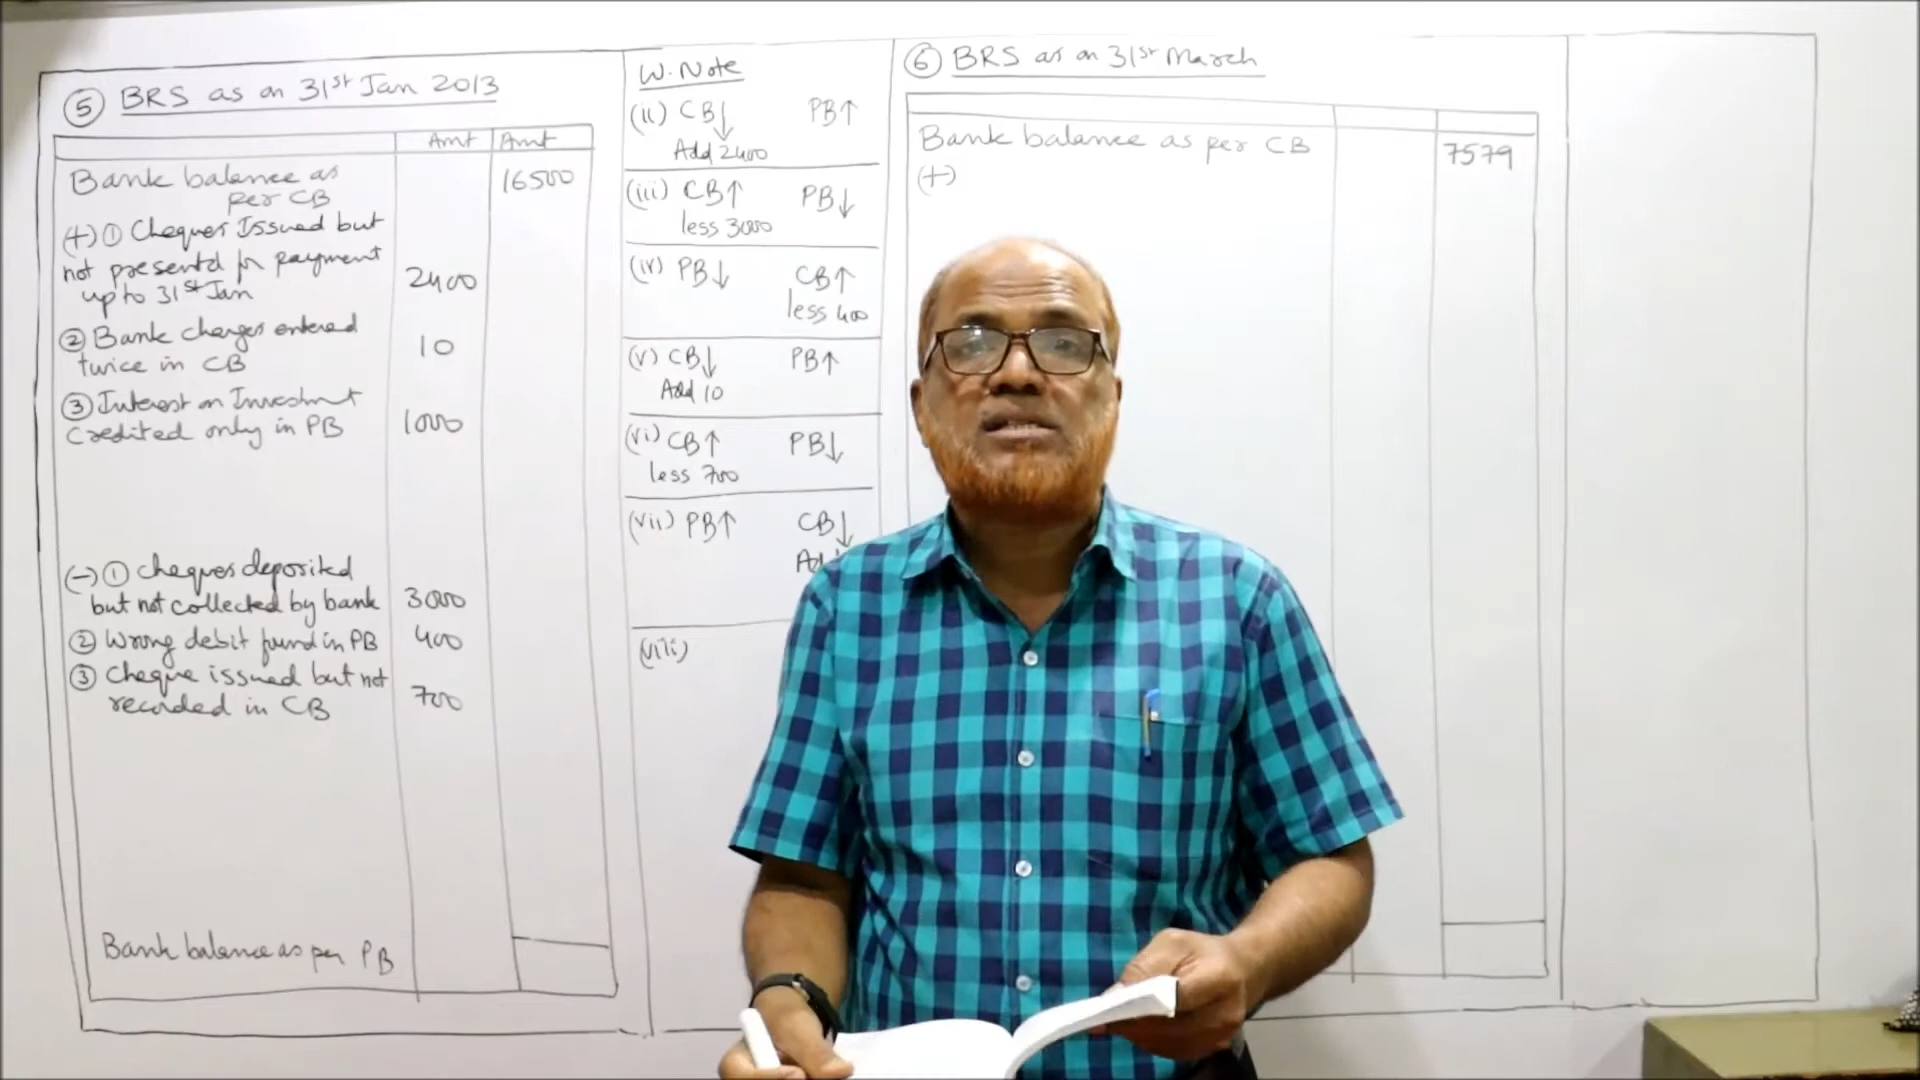 5 BRS as on 31st Jan 2013
Amt Amt
Bank balance as
per CB 16500
(+) 1 Cheques Issued but
not presentd for payment
up to 31st Jan 2400
2 Bank charges entered
twice in CB 10
3 Interest on Investment
credited only in PB 1000
(-) 1 cheques deposited
but not collected by bank 3000
2 Wrong debit found in PB 400
3 Cheque issued but not
recorded in CB 700
Bank balance as per PB
W. Note
(ii) CB↓ PB↑
Add 2400
(iii) CB↑ PB↓
less 3000
(iv) PB↓ CB↑
less 400
(v) CB↓ PB↑
Add 10
(vi) CB↑ PB↓
less 700
(vii) PB↑ CB↓
(viii)
6 BRS as on 31st March
Bank balance as per CB 7579
(+)